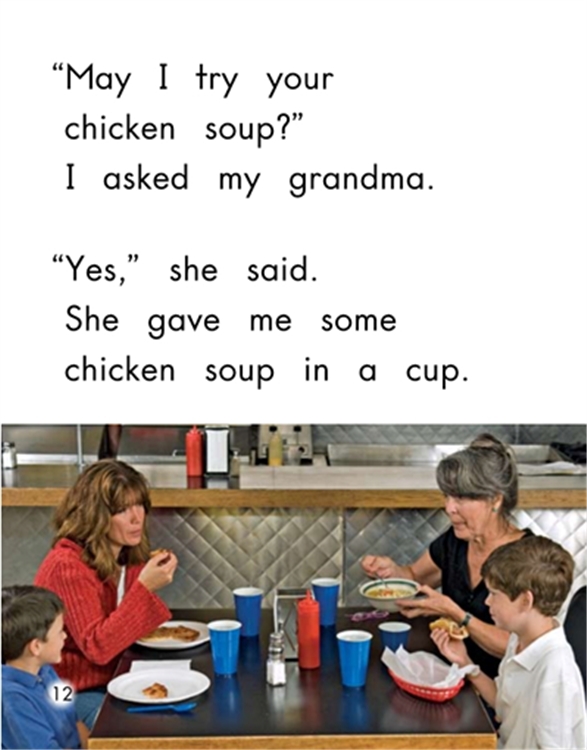 “May I try your
chicken soup?”
I asked my grandma.
“Yes,” she said.
She gave me some
chicken soup in a cup.
12